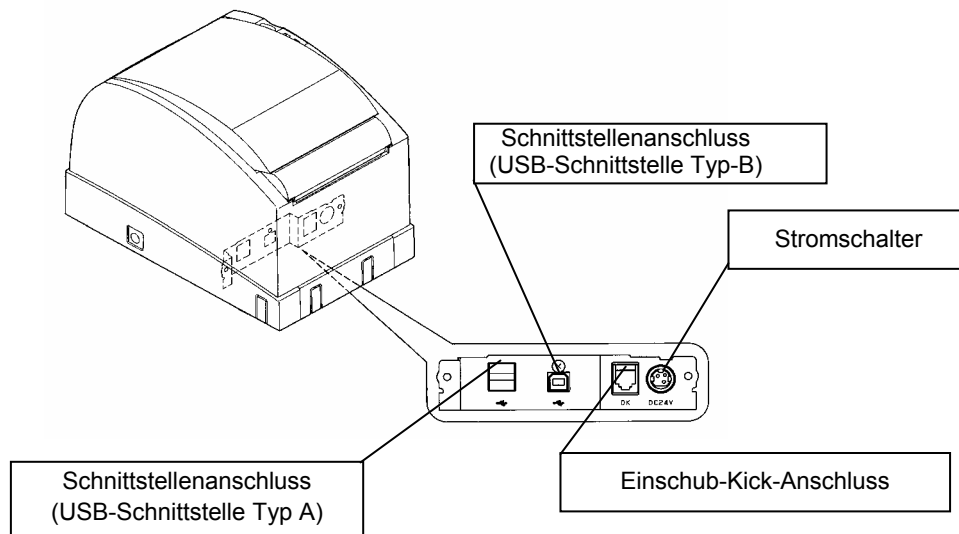 Schnittstellenanschluss
(USB-Schnittstelle Typ-B)
Stromschalter
DK DC24V
Schnittstellenanschluss
(USB-Schnittstelle Typ A)
Einschub-Kick-Anschluss